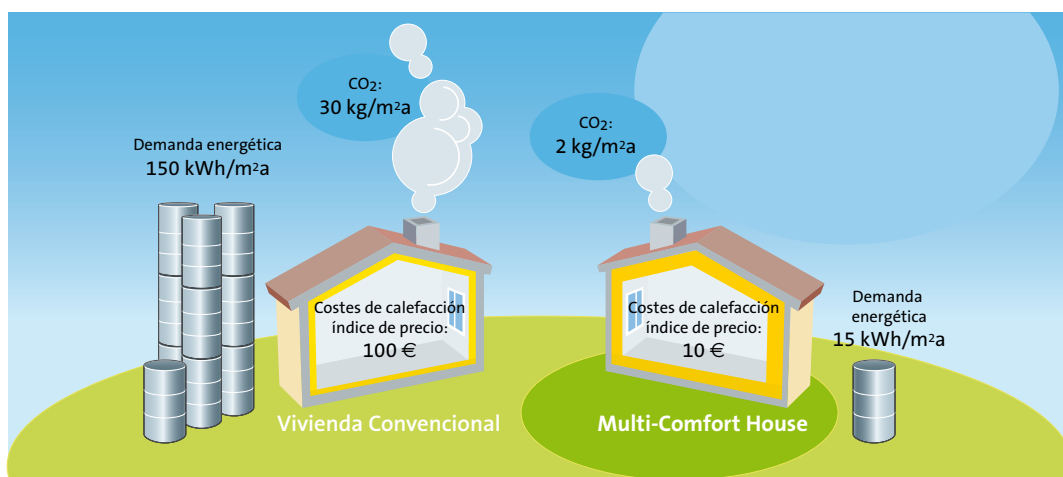 CO₂:
30 kg/m²a
CO₂:
2 kg/m²a
Demanda energética
150 kWh/m²a
Costes de calefacción
índice de precio:
100 €
Costes de calefacción
índice de precio:
10 €
Demanda
energética
15 kWh/m²a
Vivienda Convencional
Multi-Comfort House